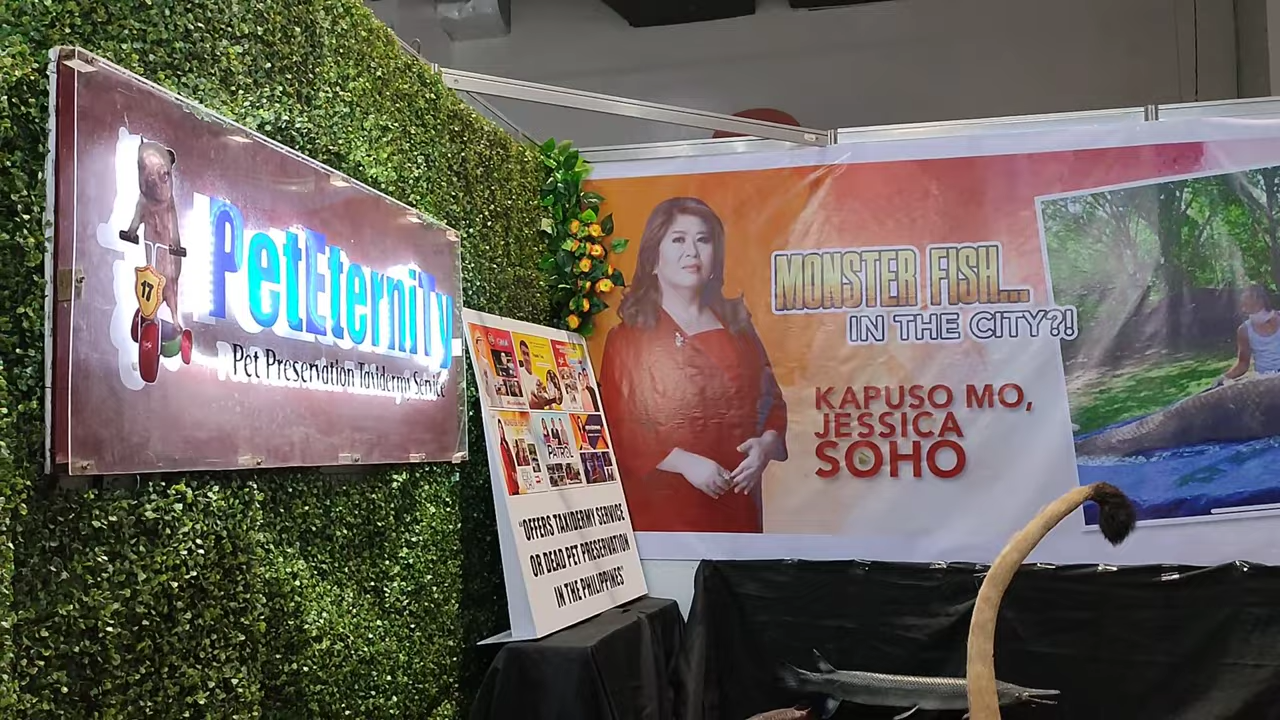 17
PetEternity
Pet Preservation Taxidermy Service
PATROL
"OFFERS TAXIDERMY SERVICE
OR DEAD PET PRESERVATION
IN THE PHILIPPINES"
MONSTER FISH...
IN THE CITY?!
KAPUSO MO,
JESSICA
SOHO